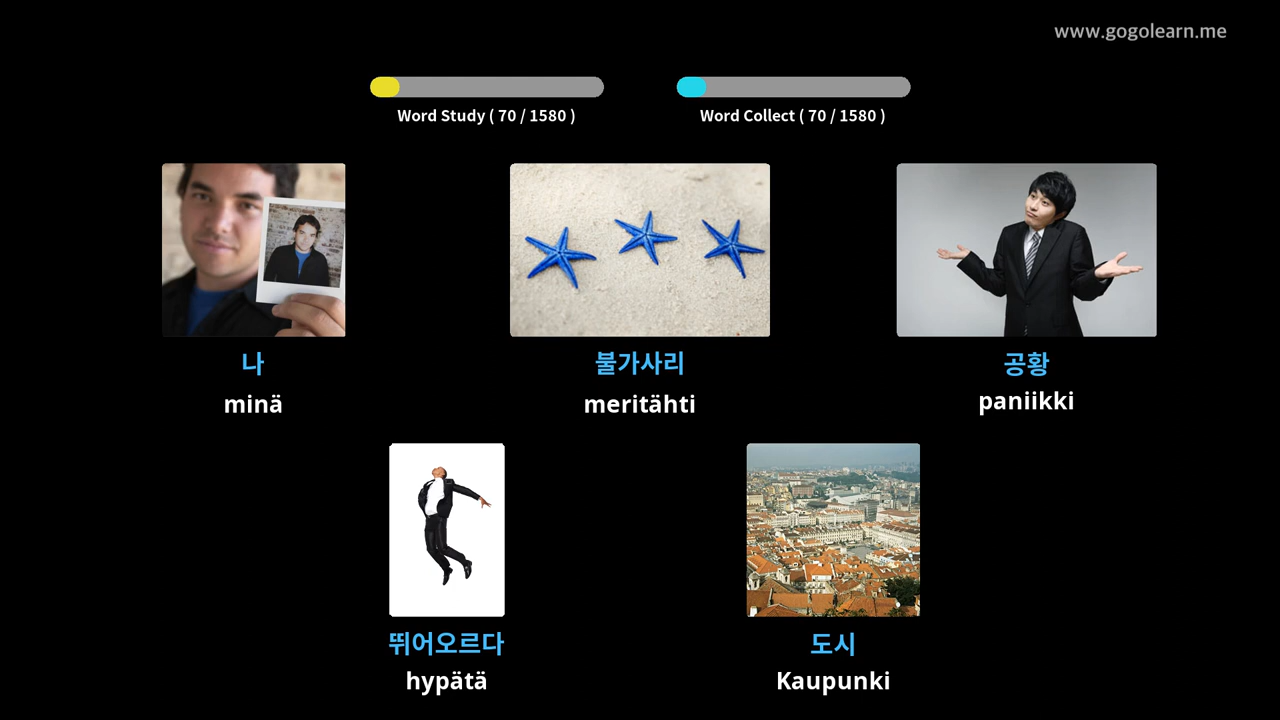 www.gogolearn.me
Word Study ( 70 / 1580 )
Word Collect ( 70 / 1580 )
나
불가사리
공황
minä
meritähti
paniikki
뛰어오르다
도시
hypätä
Kaupunki